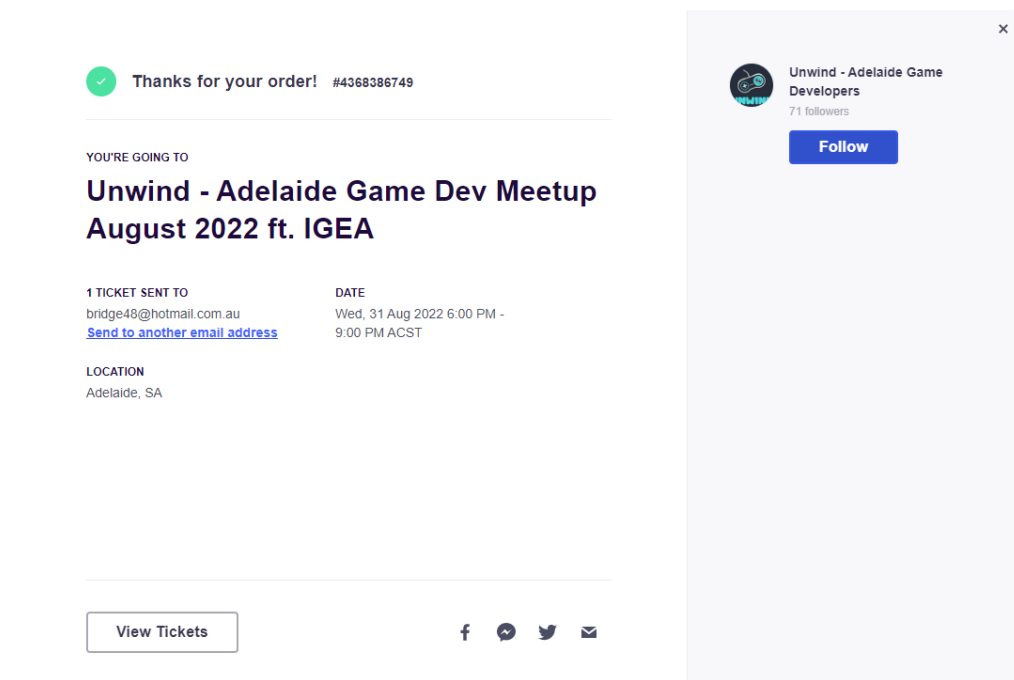 Thanks for your order! #4368386749
YOU'RE GOING TO
Unwind - Adelaide Game Dev Meetup
August 2022 ft. IGEA
1 TICKET SENT TO
bridge48@hotmail.com.au
Send to another email address
DATE
Wed, 31 Aug 2022 6:00 PM -
9:00 PM ACST
LOCATION
Adelaide, SA
View Tickets
×
UNWIND
Unwind - Adelaide Game
Developers
71 followers
Follow